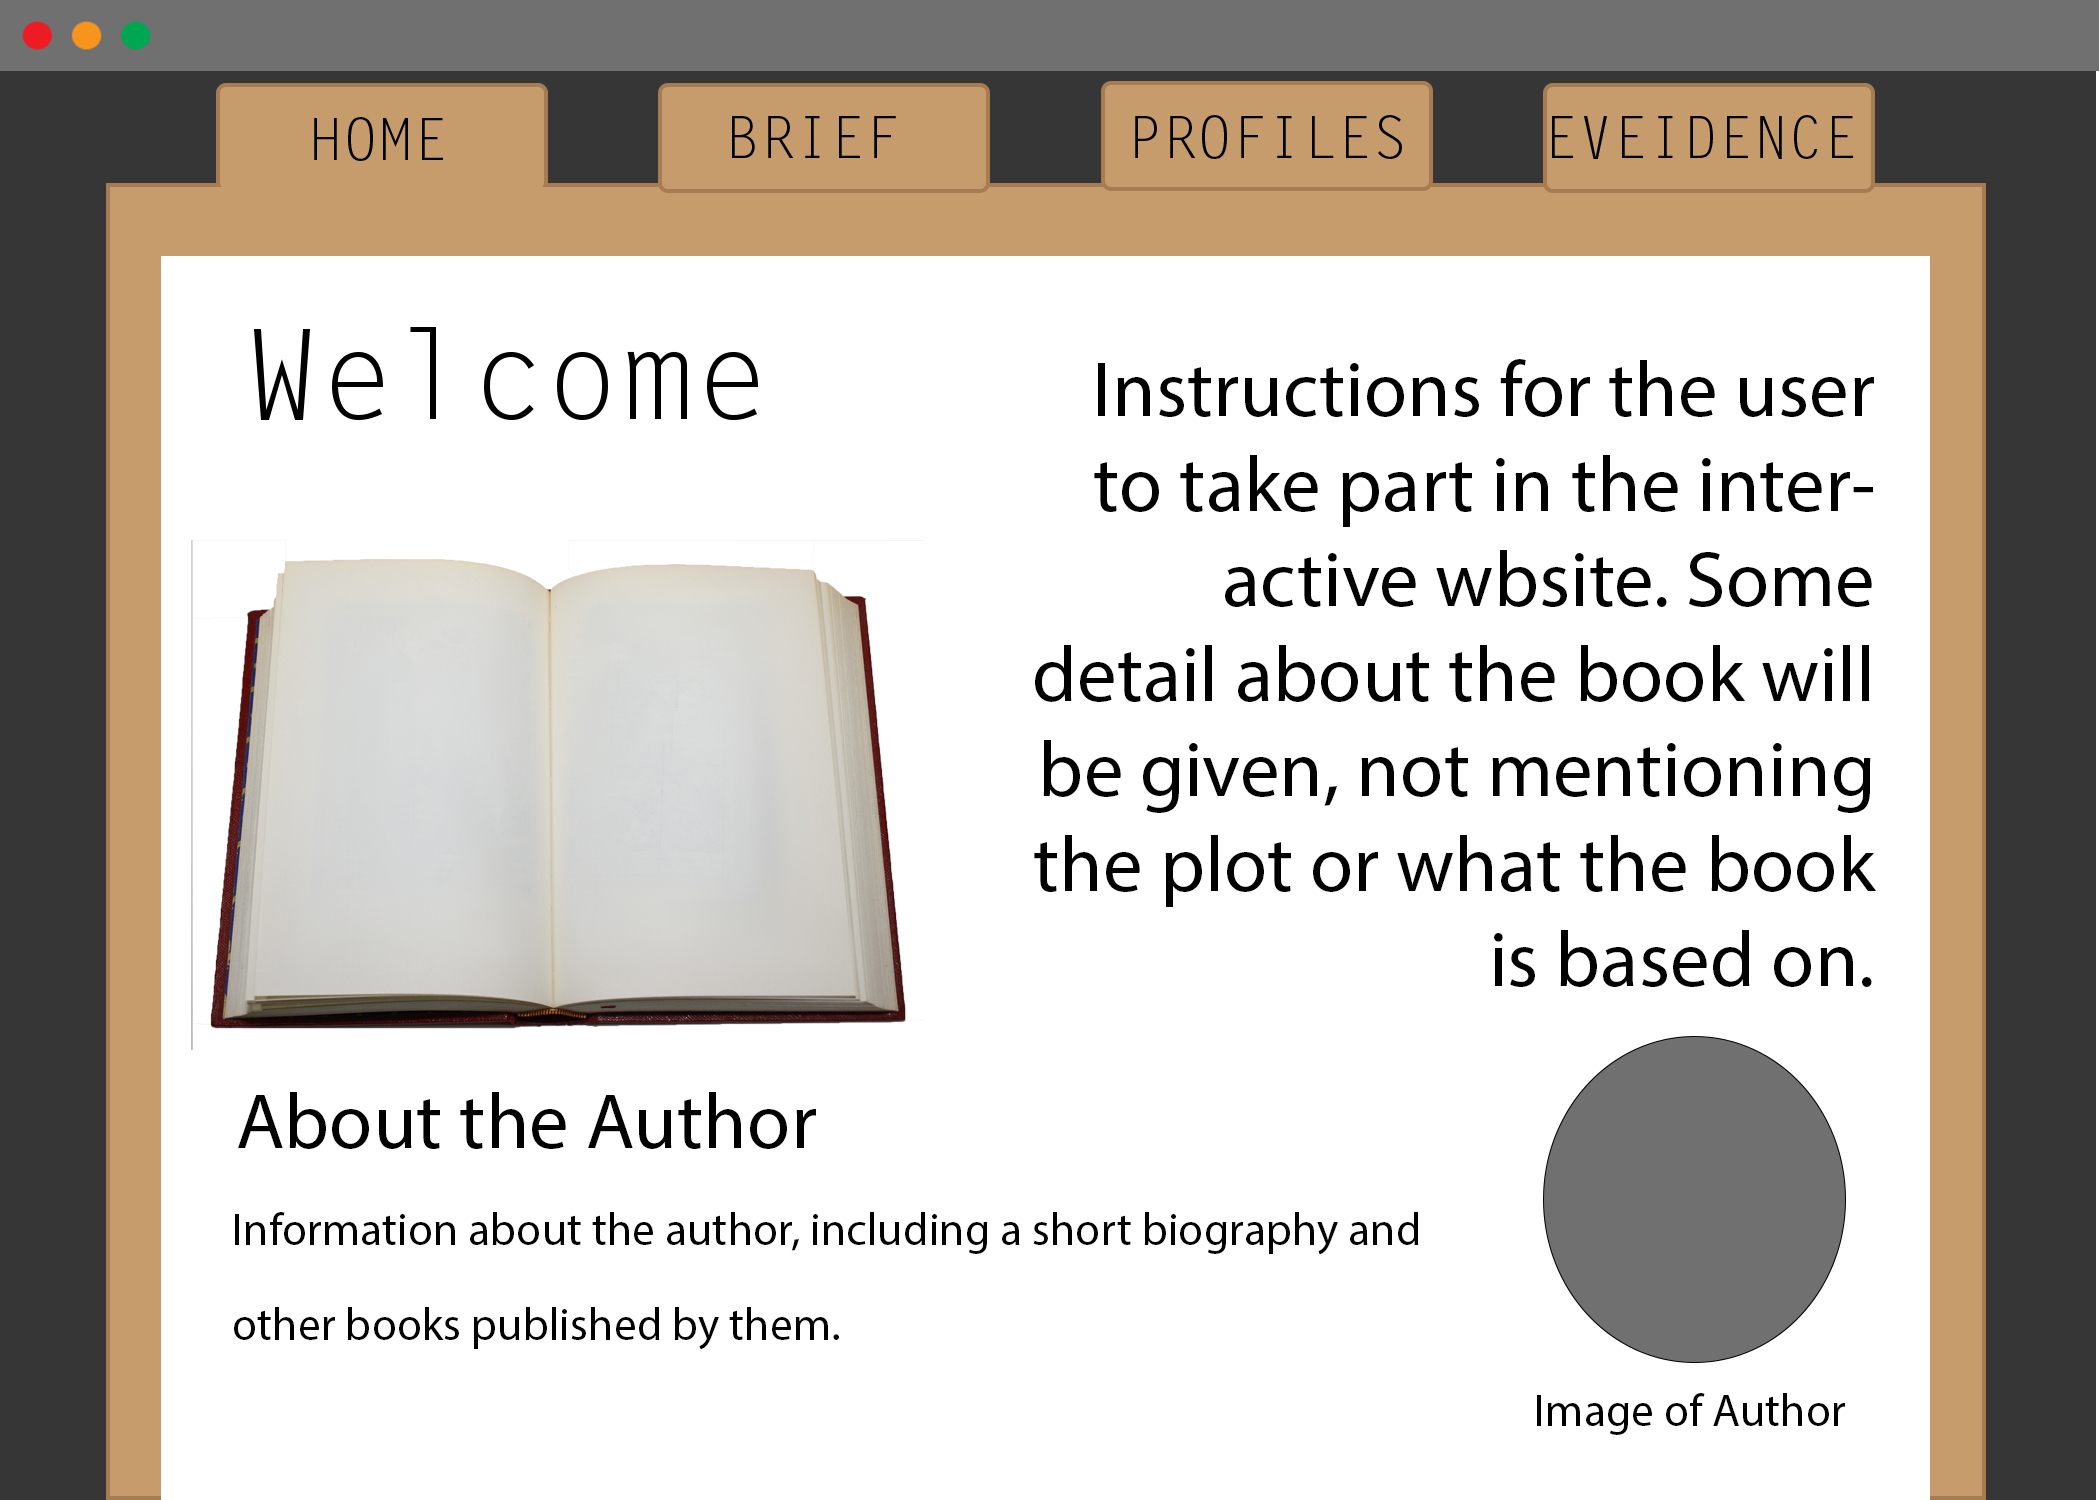 HOME
BRIEF
PROFILES
EVEIDENCE
Welcome
Instructions for the user
to take part in the inter-
active wbsite. Some
detail about the book will
be given, not mentioning
the plot or what the book
is based on.
About the Author
Information about the author, including a short biography and
other books published by them.
Image of Author